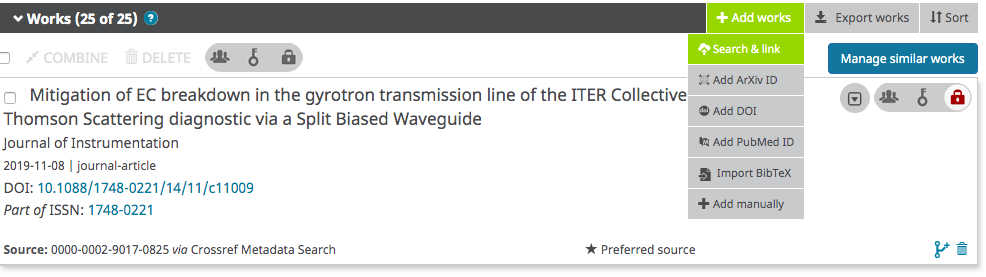 Works (25 of 25) ?
+ Add works
Export works
Sort
COMBINE
DELETE
Search & link
Manage similar works
Add ArXiv ID
Add DOI
Add PubMed ID
Import BibTeX
Add manually
Mitigation of EC breakdown in the gyrotron transmission line of the ITER Collective
Thomson Scattering diagnostic via a Split Biased Waveguide
Journal of Instrumentation
2019-11-08 | journal-article
DOI: 10.1088/1748-0221/14/11/c11009
Part of ISSN: 1748-0221
Source: 0000-0002-9017-0825 via Crossref Metadata Search
★ Preferred source